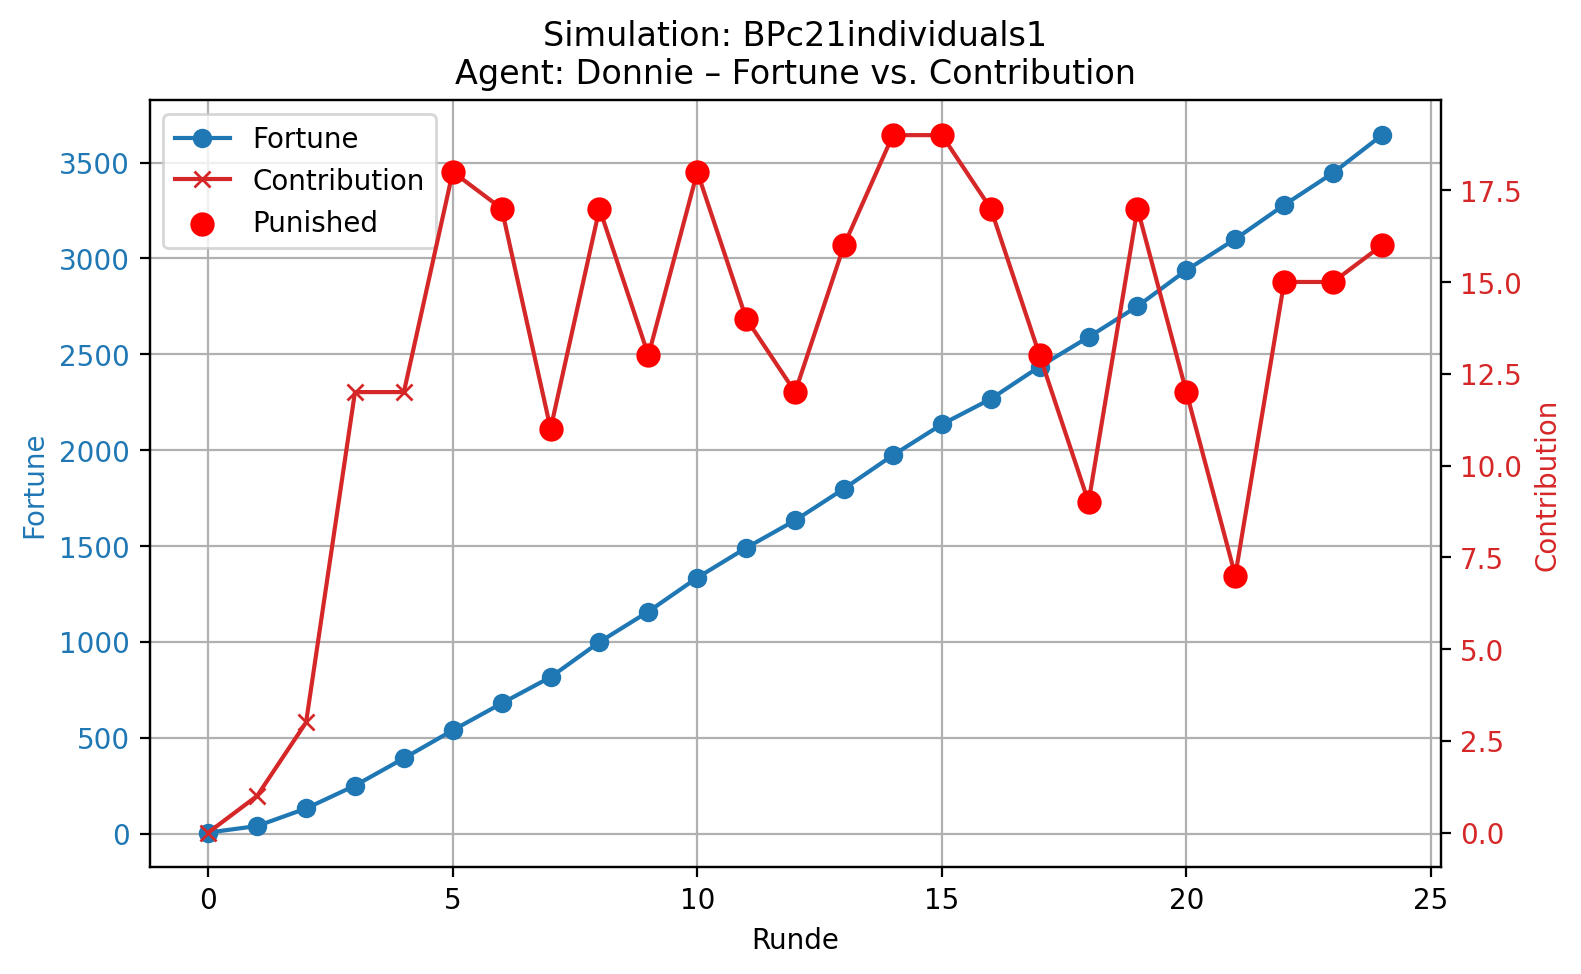 Simulation: BPc21individuals1
Agent: Donnie – Fortune vs. Contribution
Fortune
Contribution
Punished
3500
3000
2500
2000
1500
1000
500
0
Fortune
17.5
15.0
12.5
10.0
7.5
5.0
2.5
0.0
Contribution
0 5 10 15 20 25
Runde